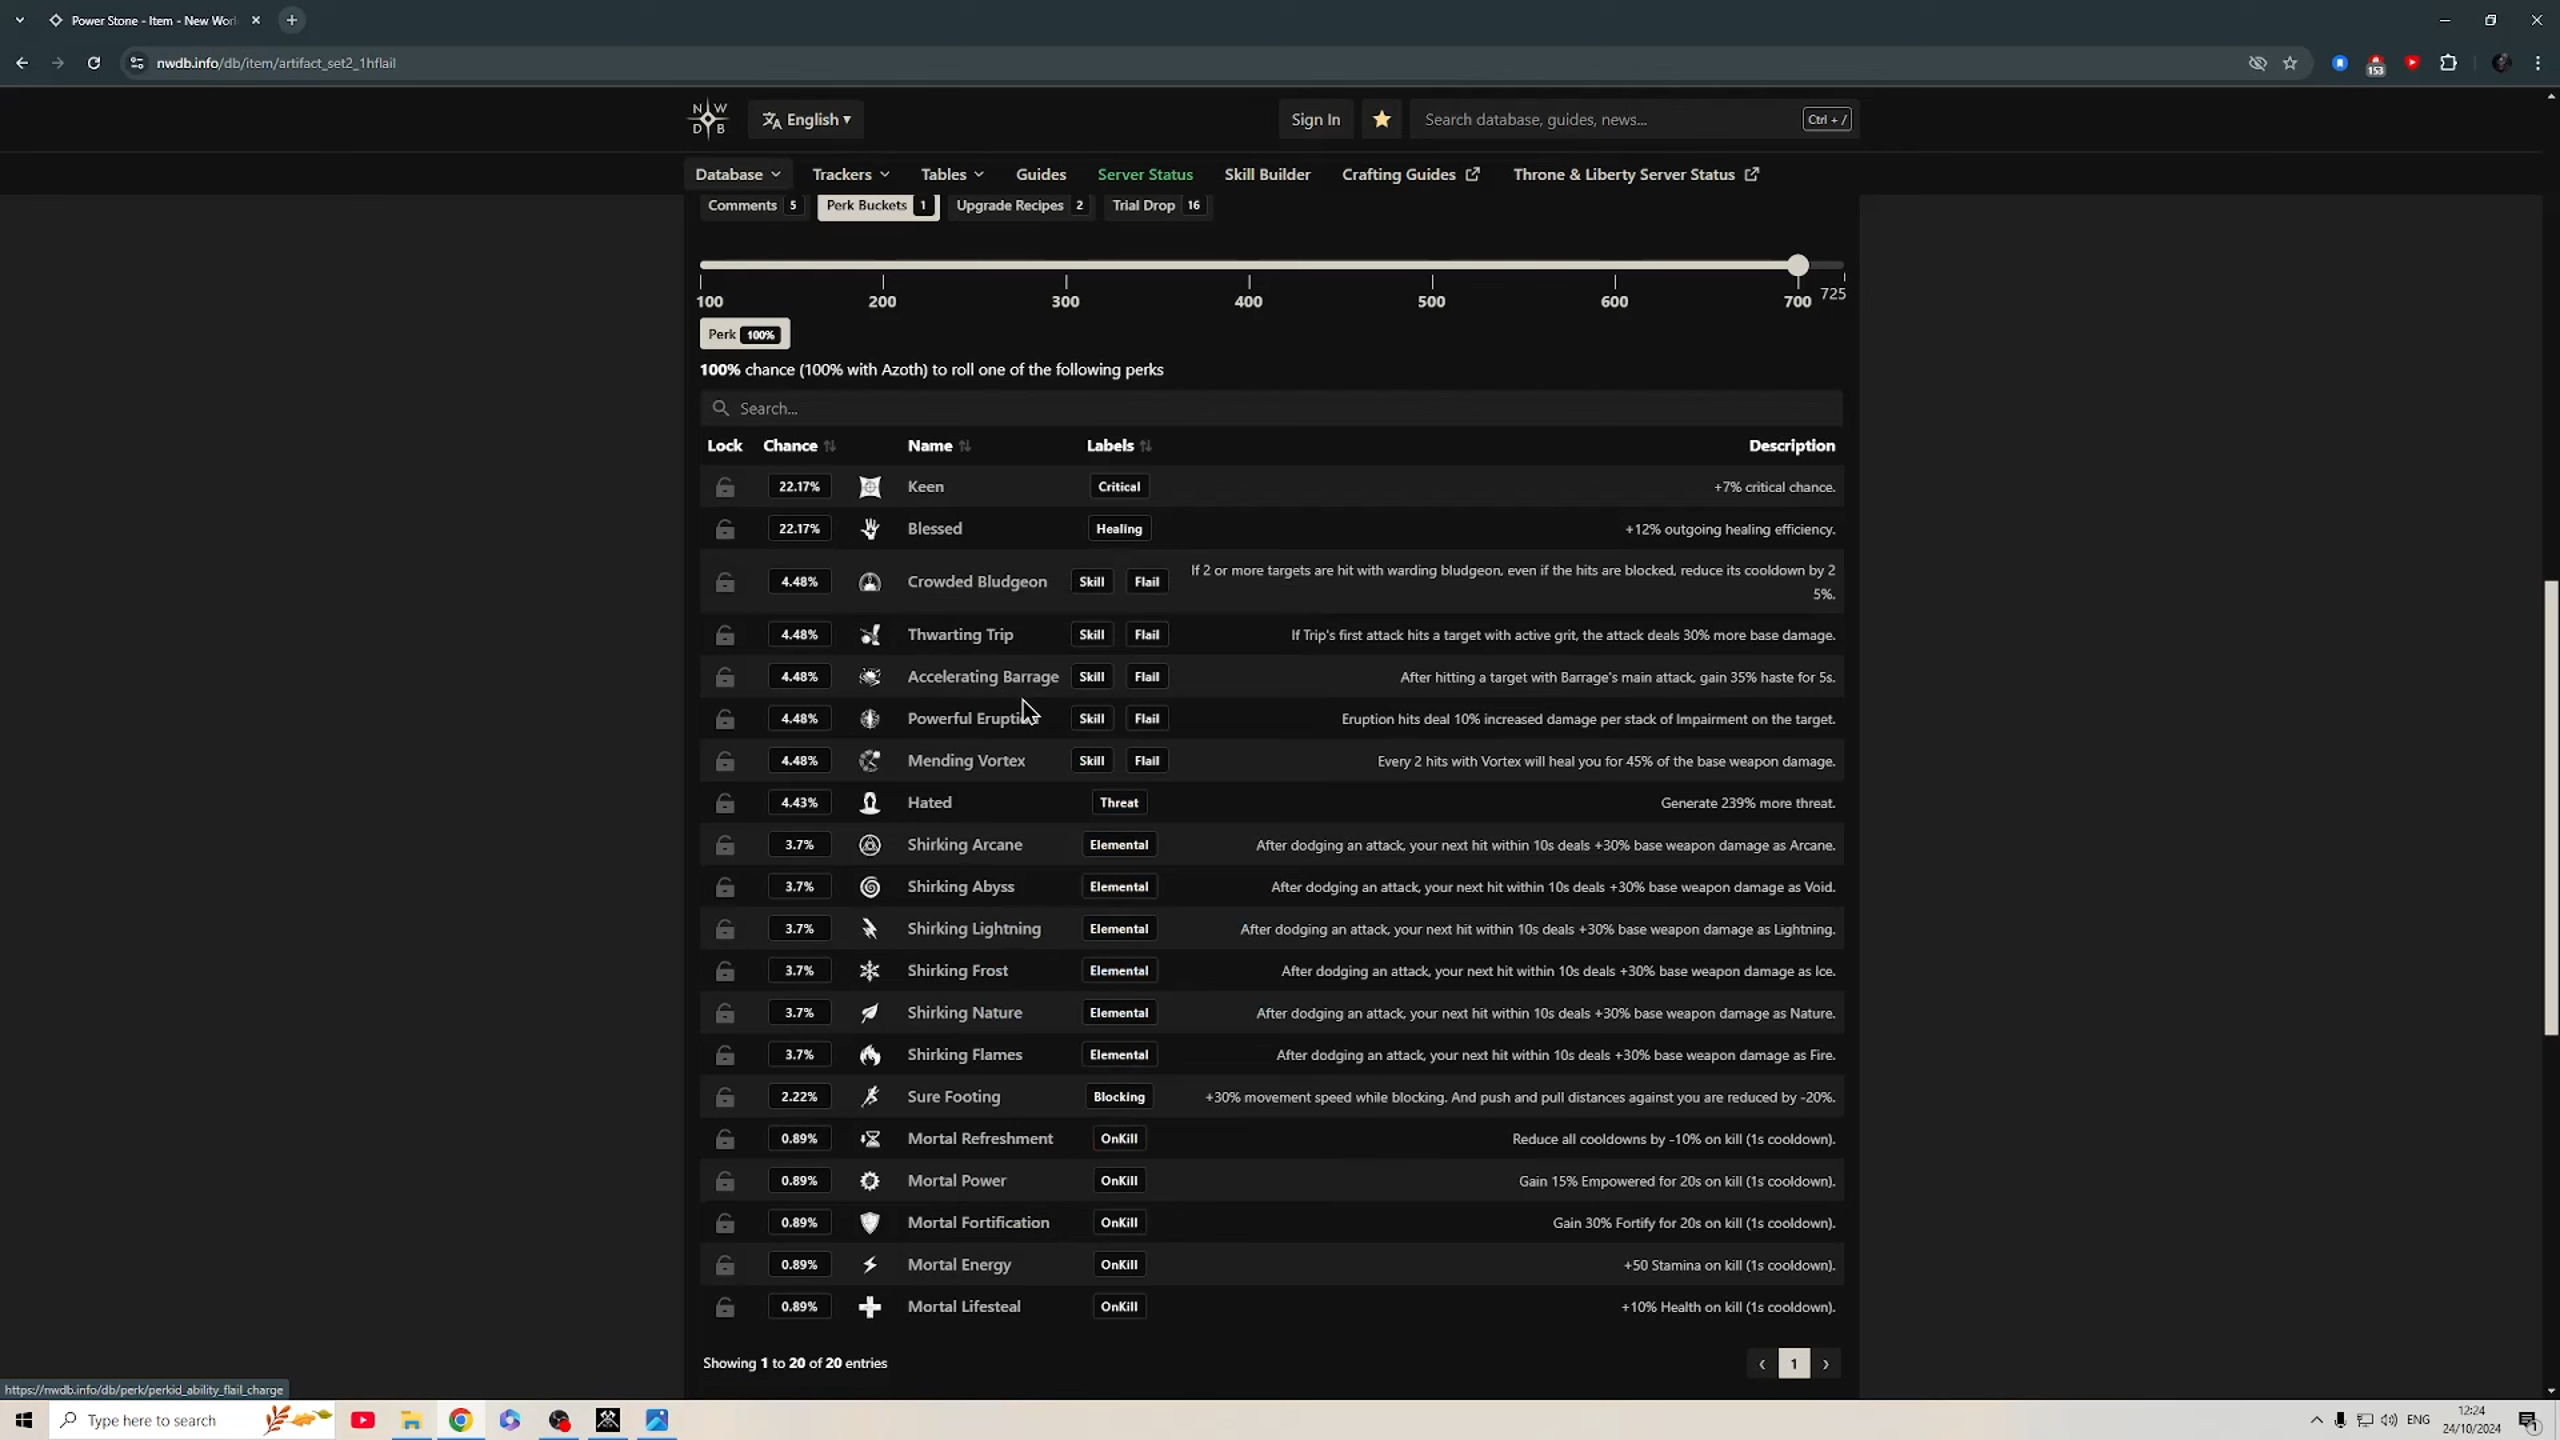 Power Stone - Item - New Worl
nwdb.info/db/item/artifact_set2_1hflail
153
N W D B
English
Sign In
Search database, guides, news...
Ctrl + /
Database
Trackers
Tables
Guides
Server Status
Skill Builder
Crafting Guides
Throne & Liberty Server Status
Comments 5
Perk Buckets 1
Upgrade Recipes 2
Trial Drop 16
100 200 300 400 500 600 700 725
Perk 100%
100% chance (100% with Azoth) to roll one of the following perks
Search...
Lock Chance Name Labels Description
22.17% Keen Critical +7% critical chance.
22.17% Blessed Healing +12% outgoing healing efficiency.
4.48% Crowded Bludgeon Skill Flail If 2 or more targets are hit with warding bludgeon, even if the hits are blocked, reduce its cooldown by 2
5%.
4.48% Thwarting Trip Skill Flail If Trip's first attack hits a target with active grit, the attack deals 30% more base damage.
4.48% Accelerating Barrage Skill Flail After hitting a target with Barrage's main attack, gain 35% haste for 5s.
4.48% Powerful Eruption Skill Flail Eruption hits deal 10% increased damage per stack of Impairment on the target.
4.48% Mending Vortex Skill Flail Every 2 hits with Vortex will heal you for 45% of the base weapon damage.
4.43% Hated Threat Generate 239% more threat.
3.7% Shirking Arcane Elemental After dodging an attack, your next hit within 10s deals +30% base weapon damage as Arcane.
3.7% Shirking Abyss Elemental After dodging an attack, your next hit within 10s deals +30% base weapon damage as Void.
3.7% Shirking Lightning Elemental After dodging an attack, your next hit within 10s deals +30% base weapon damage as Lightning.
3.7% Shirking Frost Elemental After dodging an attack, your next hit within 10s deals +30% base weapon damage as Ice.
3.7% Shirking Nature Elemental After dodging an attack, your next hit within 10s deals +30% base weapon damage as Nature.
3.7% Shirking Flames Elemental After dodging an attack, your next hit within 10s deals +30% base weapon damage as Fire.
2.22% Sure Footing Blocking +30% movement speed while blocking. And push and pull distances against you are reduced by -20%.
0.89% Mortal Refreshment OnKill Reduce all cooldowns by -10% on kill (1s cooldown).
0.89% Mortal Power OnKill Gain 15% Empowered for 20s on kill (1s cooldown).
0.89% Mortal Fortification OnKill Gain 30% Fortify for 20s on kill (1s cooldown).
0.89% Mortal Energy OnKill +50 Stamina on kill (1s cooldown).
0.89% Mortal Lifesteal OnKill +10% Health on kill (1s cooldown).
Showing 1 to 20 of 20 entries
1
https://nwdb.info/db/perk/perkid_ability_flail_charge
Type here to search
ENG
12:24
24/10/2024
1